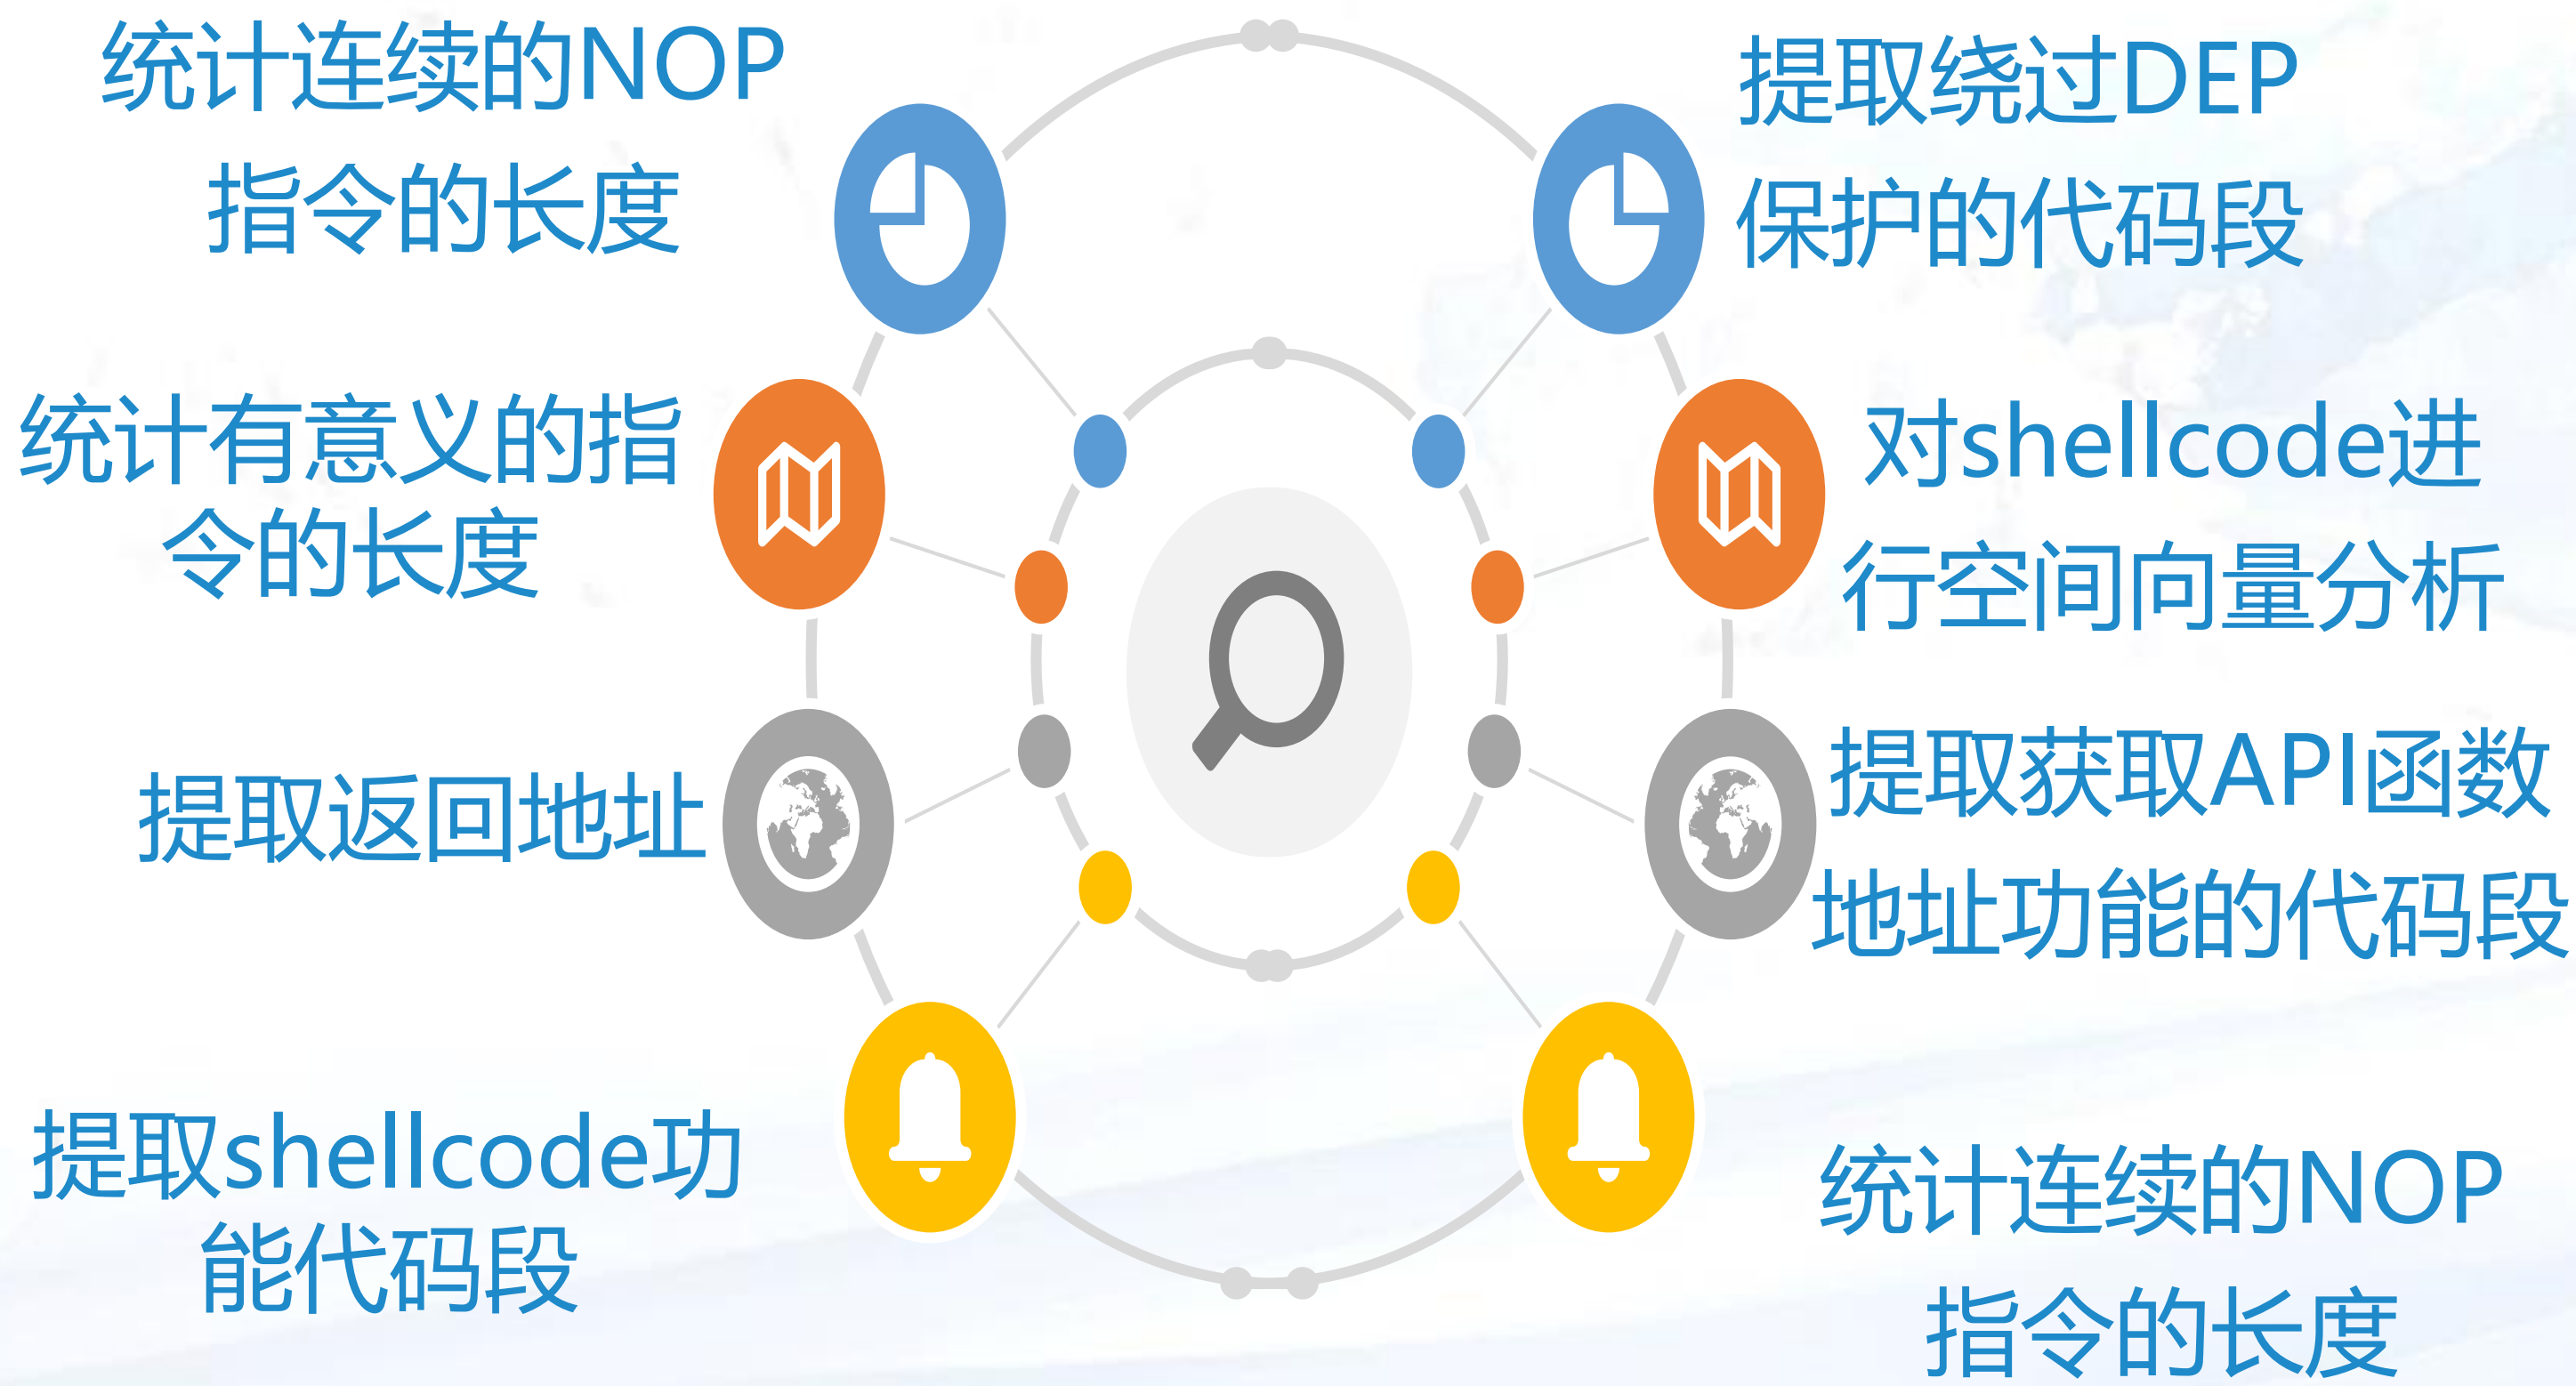 统计连续的NOP
指令的长度
统计有意义的指
令的长度
提取返回地址
提取shellcode功
能代码段
提取绕过DEP
保护的代码段
对shellcode进
行空间向量分析
提取获取API函数
地址功能的代码段
统计连续的NOP
指令的长度